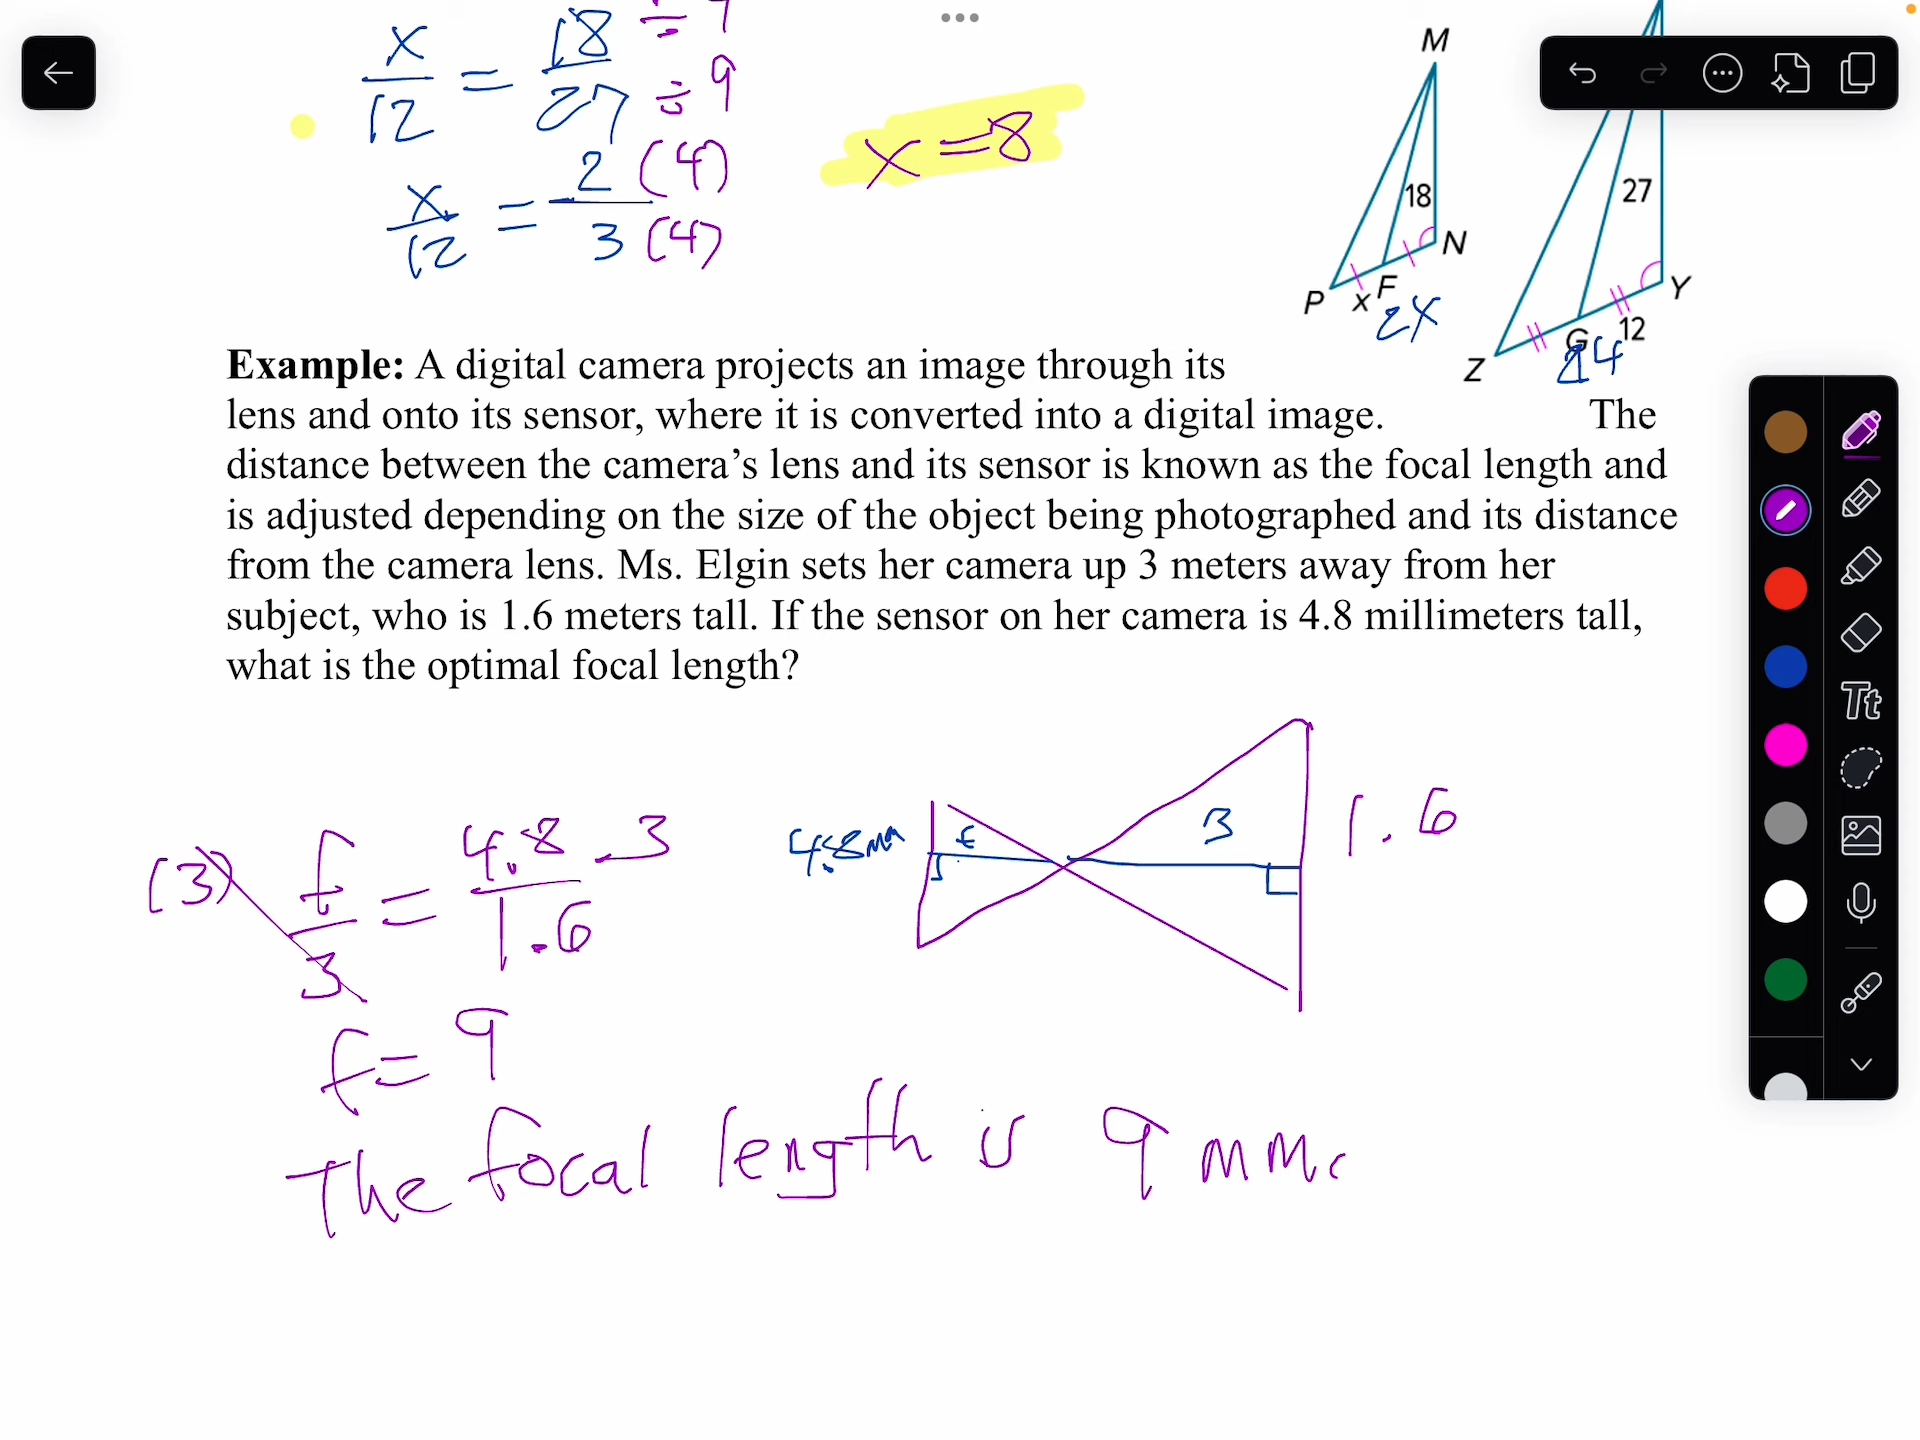 x/12 = 18/27 ÷ 9
÷ 9
x/12 = 2 (4)
3 (4)
x = 8
M
18
N
P x F
2x
27
Y
12
G
Z
24
Example: A digital camera projects an image through its
lens and onto its sensor, where it is converted into a digital image. The
distance between the camera’s lens and its sensor is known as the focal length and
is adjusted depending on the size of the object being photographed and its distance
from the camera lens. Ms. Elgin sets her camera up 3 meters away from her
subject, who is 1.6 meters tall. If the sensor on her camera is 4.8 millimeters tall,
what is the optimal focal length?
(3) f/3 = 4.8/1.6 · 3
4.8mm
f
3
1.6
f = 9
The focal length is 9 mm.
Tt